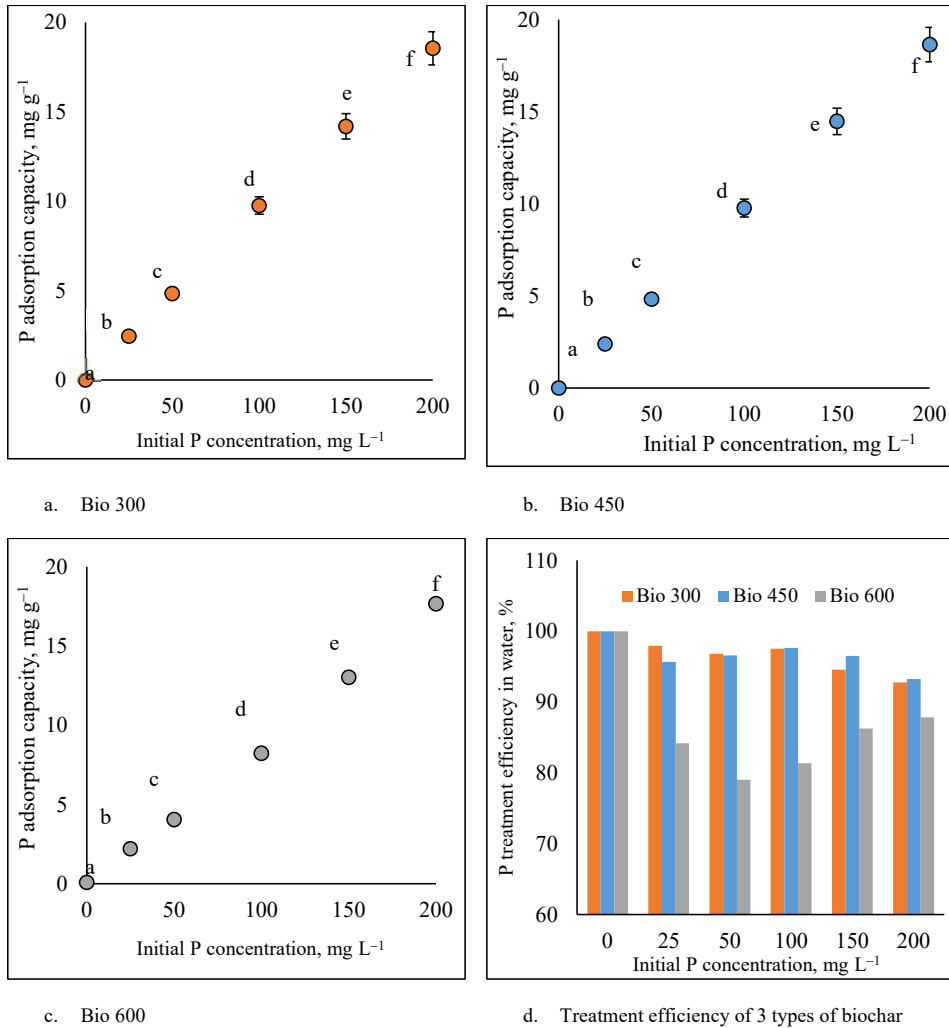 20
15
10
5
0
P adsorption capacity, mg g⁻¹
a
b
c
d
e
f
0 50 100 150 200
Initial P concentration, mg L⁻¹
a. Bio 300
20
15
10
5
0
P adsorption capacity, mg g⁻¹
a
b
c
d
e
f
0 50 100 150 200
Initial P concentration, mg L⁻¹
b. Bio 450
20
15
10
5
0
P adsorption capacity, mg g⁻¹
a
b
c
d
e
f
0 50 100 150 200
Initial P concentration, mg L⁻¹
c. Bio 600
110
100
90
80
70
60
P treatment efficiency in water, %
Bio 300 Bio 450 Bio 600
0 25 50 100 150 200
Initial P concentration, mg L⁻¹
d. Treatment efficiency of 3 types of biochar